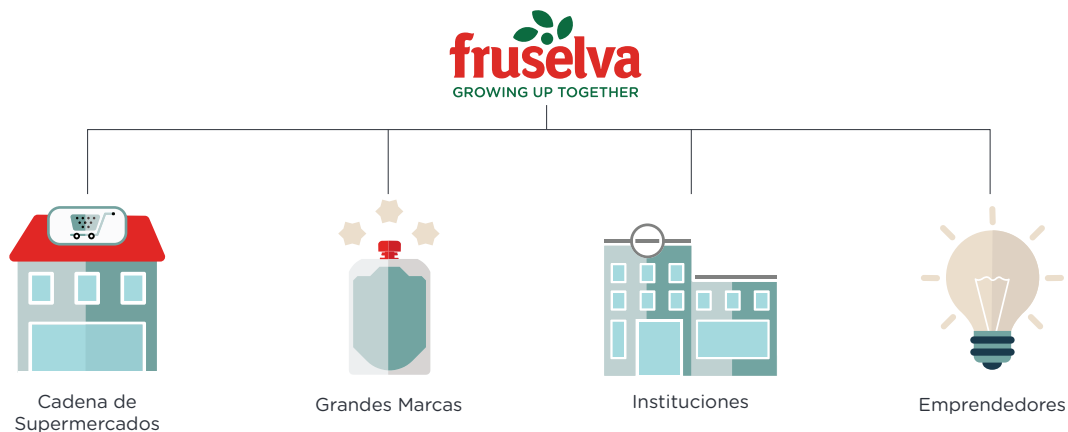 fruselva
GROWING UP TOGETHER
Cadena de
Supermercados
Grandes Marcas
Instituciones
Emprendedores